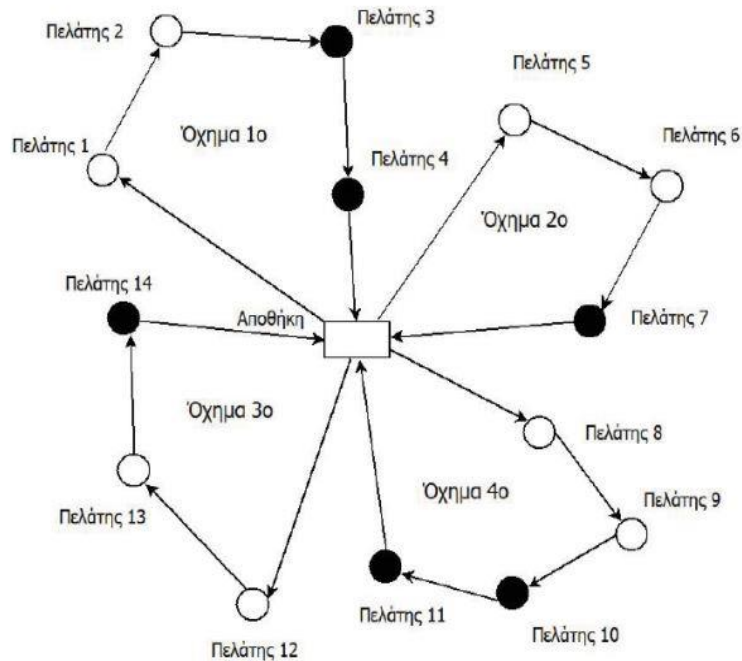 Πελάτης 2
Πελάτης 3
Πελάτης 5
Πελάτης 1
Όχημα 1ο
Πελάτης 4
Πελάτης 6
Όχημα 2ο
Πελάτης 14
Αποθήκη
Πελάτης 7
Όχημα 3ο
Πελάτης 8
Πελάτης 13
Όχημα 4ο
Πελάτης 9
Πελάτης 12
Πελάτης 11
Πελάτης 10